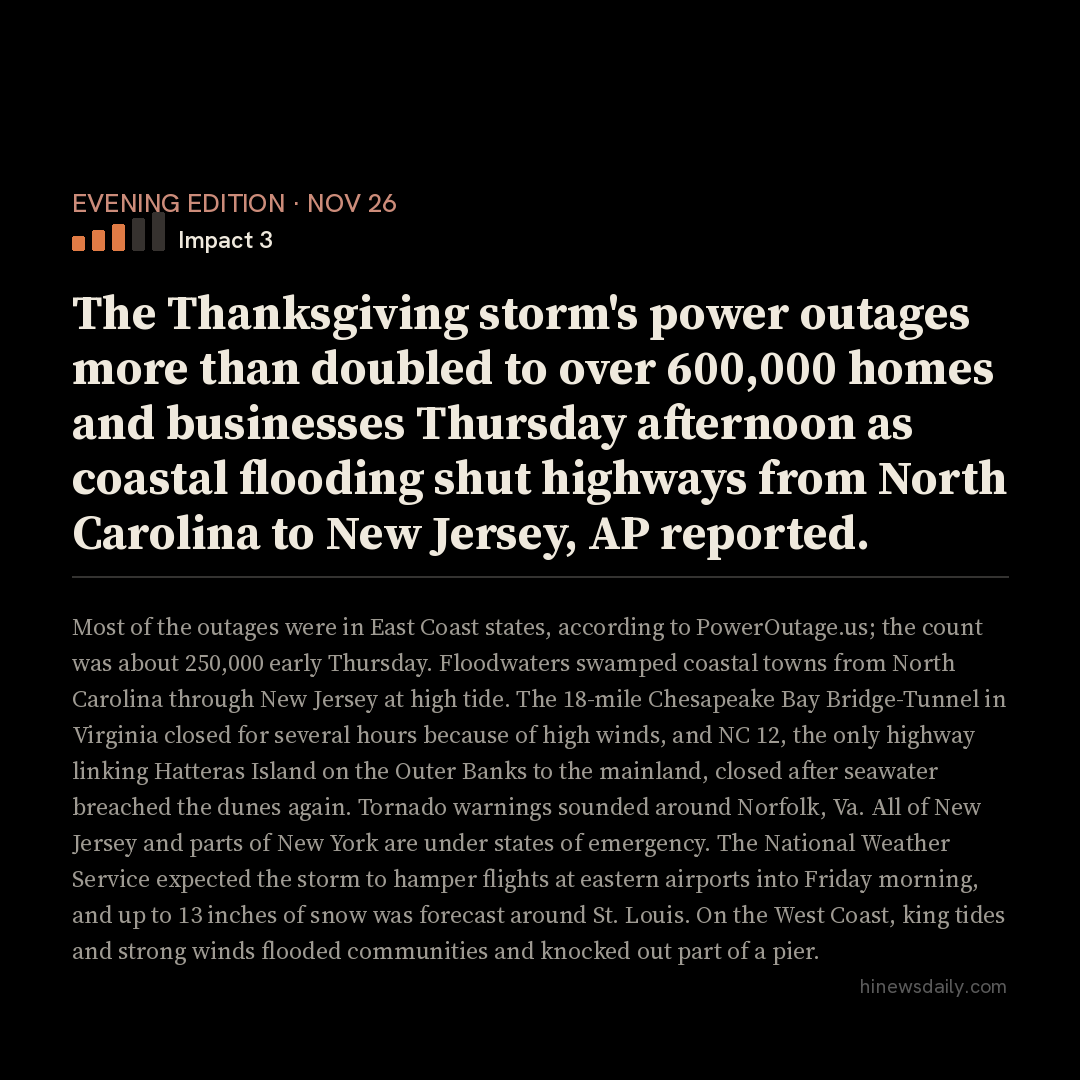 EVENING EDITION · NOV 26
Impact 3
The Thanksgiving storm's power outages
more than doubled to over 600,000 homes
and businesses Thursday afternoon as
coastal flooding shut highways from North
Carolina to New Jersey, AP reported.
Most of the outages were in East Coast states, according to PowerOutage.us; the count
was about 250,000 early Thursday. Floodwaters swamped coastal towns from North
Carolina through New Jersey at high tide. The 18-mile Chesapeake Bay Bridge-Tunnel in
Virginia closed for several hours because of high winds, and NC 12, the only highway
linking Hatteras Island on the Outer Banks to the mainland, closed after seawater
breached the dunes again. Tornado warnings sounded around Norfolk, Va. All of New
Jersey and parts of New York are under states of emergency. The National Weather
Service expected the storm to hamper flights at eastern airports into Friday morning,
and up to 13 inches of snow was forecast around St. Louis. On the West Coast, king tides
and strong winds flooded communities and knocked out part of a pier.
hinewsdaily.com